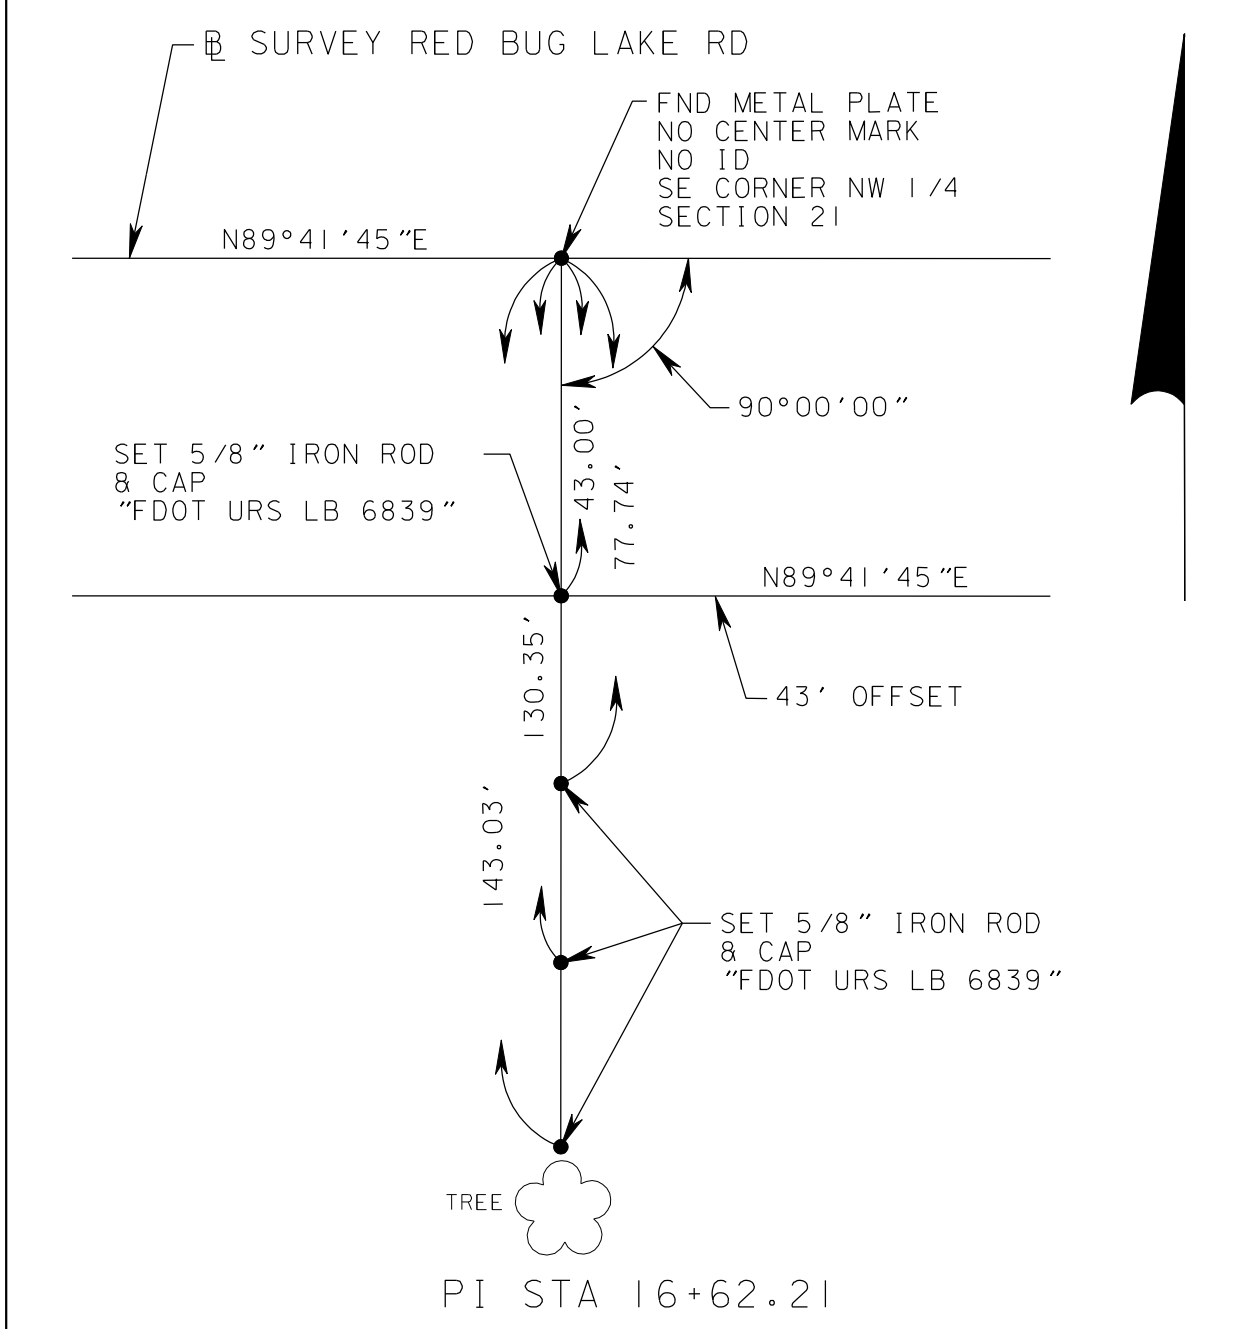 ℄ SURVEY RED BUG LAKE RD
FND METAL PLATE
NO CENTER MARK
NO ID
SE CORNER NW 1/4
SECTION 21
N89°41'45"E
90°00'00"
43.00'
77.74'
SET 5/8" IRON ROD
& CAP
"FDOT URS LB 6839"
N89°41'45"E
43' OFFSET
130.35'
143.03'
SET 5/8" IRON ROD
& CAP
"FDOT URS LB 6839"
TREE
PI STA 16+62.21